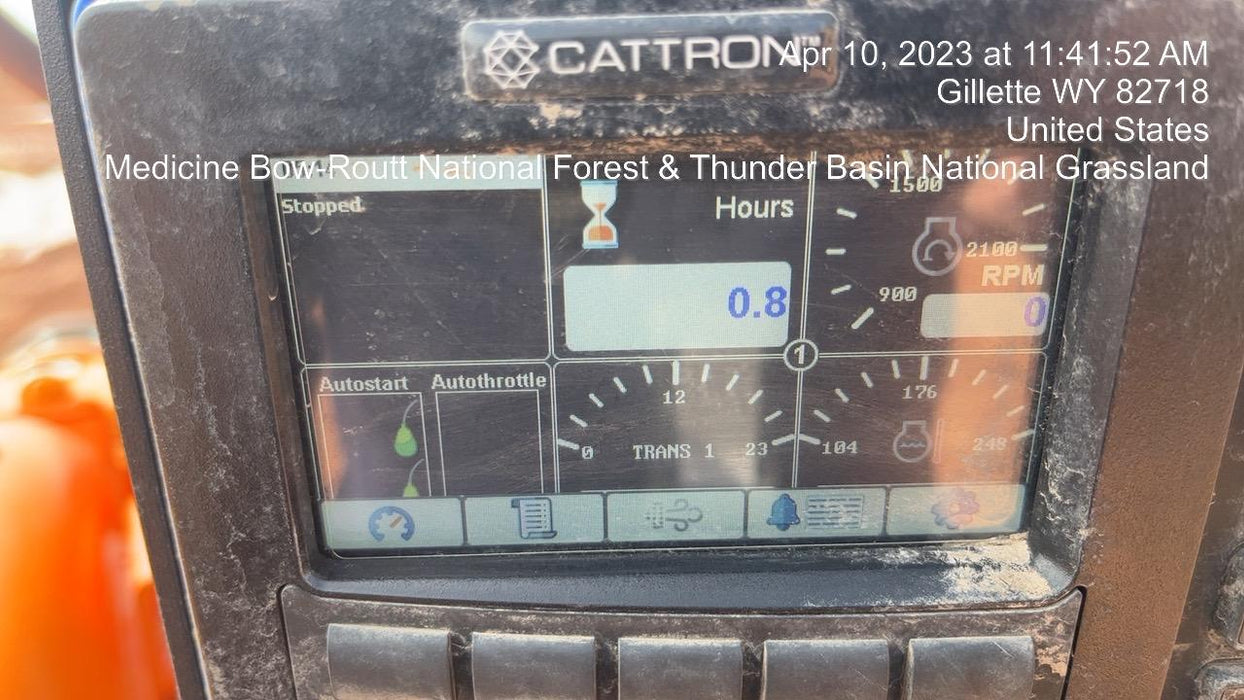 CATTRON
Apr 10, 2023 at 11:41:52 AM
Gillette WY 82718
United States
Medicine Bow-Routt National Forest & Thunder Basin National Grassland
Stopped
Hours
0.8
1500
2100
RPM
900
0
1
Autostart
Autothrottle
12
0 TRANS 1 23
176
104 248